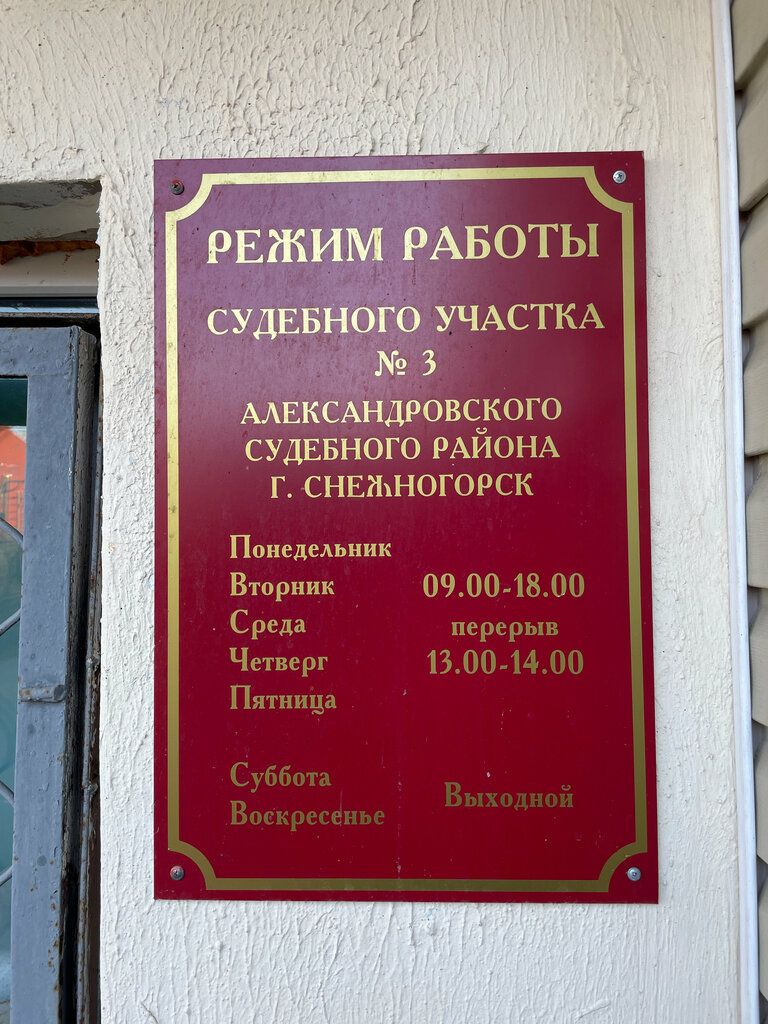 РЕЖИМ РАБОТЫ
СУДЕБНОГО УЧАСТКА
№ 3
АЛЕКСАНДРОВСКОГО
СУДЕБНОГО РАЙОНА
Г. СНЕЖНОГОРСК
Понедельник
Вторник 09.00-18.00
Среда перерыв
Четверг 13.00-14.00
Пятница
Суббота
Выходной
Воскресенье